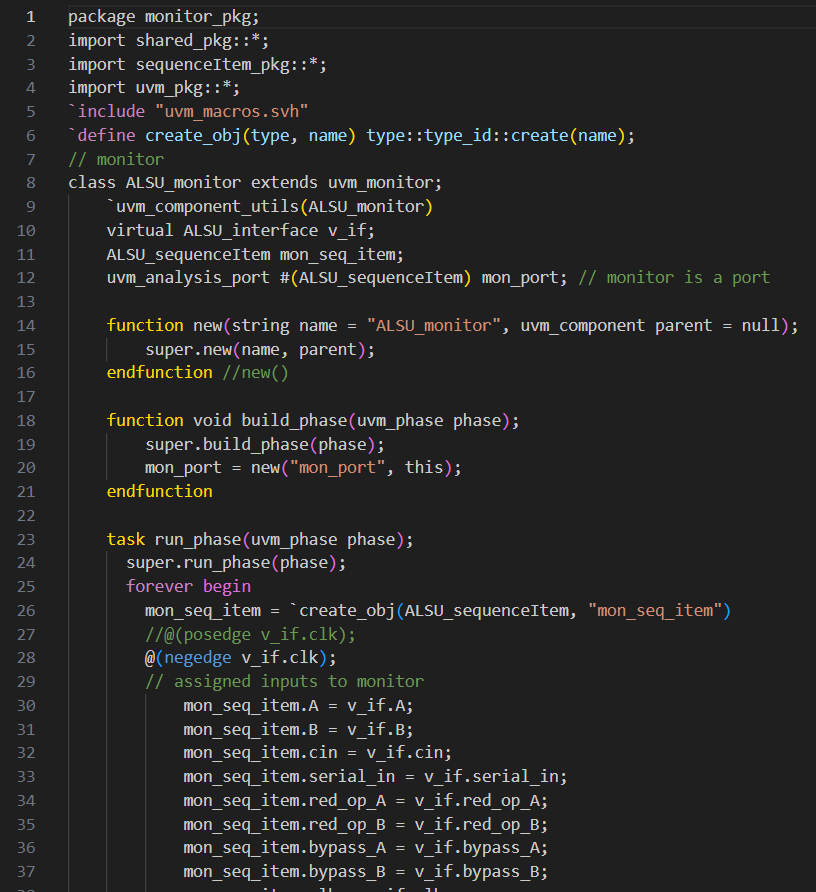 1 package monitor_pkg;
2 import shared_pkg::*;
3 import sequenceItem_pkg::*;
4 import uvm_pkg::*;
5 `include "uvm_macros.svh"
6 `define create_obj(type, name) type::type_id::create(name);
7 // monitor
8 class ALSU_monitor extends uvm_monitor;
9 `uvm_component_utils(ALSU_monitor)
10 virtual ALSU_interface v_if;
11 ALSU_sequenceItem mon_seq_item;
12 uvm_analysis_port #(ALSU_sequenceItem) mon_port; // monitor is a port
13
14 function new(string name = "ALSU_monitor", uvm_component parent = null);
15 super.new(name, parent);
16 endfunction //new()
17
18 function void build_phase(uvm_phase phase);
19 super.build_phase(phase);
20 mon_port = new("mon_port", this);
21 endfunction
22
23 task run_phase(uvm_phase phase);
24 super.run_phase(phase);
25 forever begin
26 mon_seq_item = `create_obj(ALSU_sequenceItem, "mon_seq_item")
27 //@(posedge v_if.clk);
28 @(negedge v_if.clk);
29 // assigned inputs to monitor
30 mon_seq_item.A = v_if.A;
31 mon_seq_item.B = v_if.B;
32 mon_seq_item.cin = v_if.cin;
33 mon_seq_item.serial_in = v_if.serial_in;
34 mon_seq_item.red_op_A = v_if.red_op_A;
35 mon_seq_item.red_op_B = v_if.red_op_B;
36 mon_seq_item.bypass_A = v_if.bypass_A;
37 mon_seq_item.bypass_B = v_if.bypass_B;